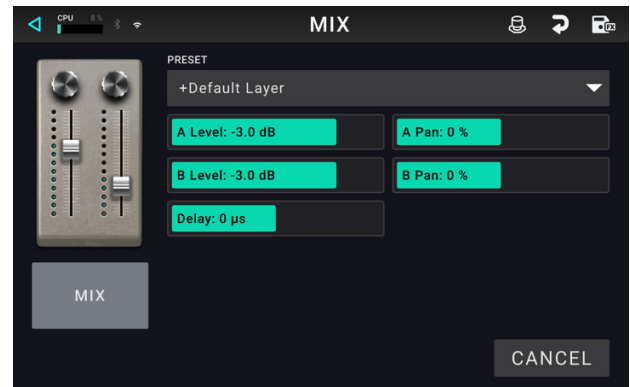 CPU 0 %
MIX
PRESET
+Default Layer
A Level: -3.0 dB
A Pan: 0 %
B Level: -3.0 dB
B Pan: 0 %
Delay: 0 µs
MIX
CANCEL
FX